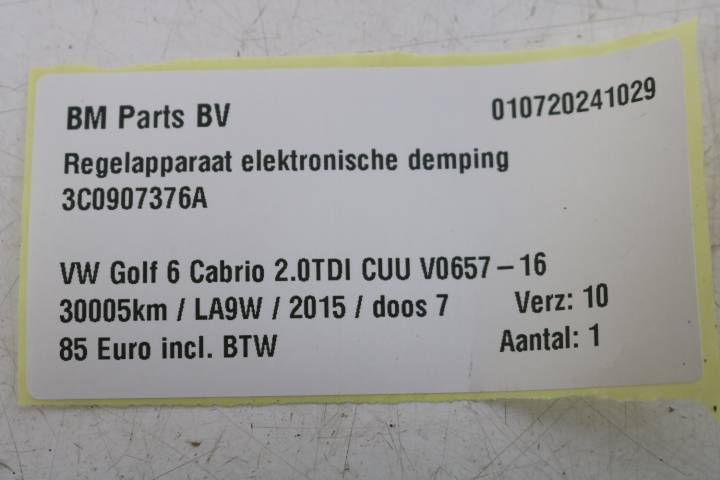 BM Parts BV 010720241029
Regelapparaat elektronische demping
3C0907376A
VW Golf 6 Cabrio 2.0TDI CUU V0657 – 16
30005km / LA9W / 2015 / doos 7 Verz: 10
85 Euro incl. BTW Aantal: 1